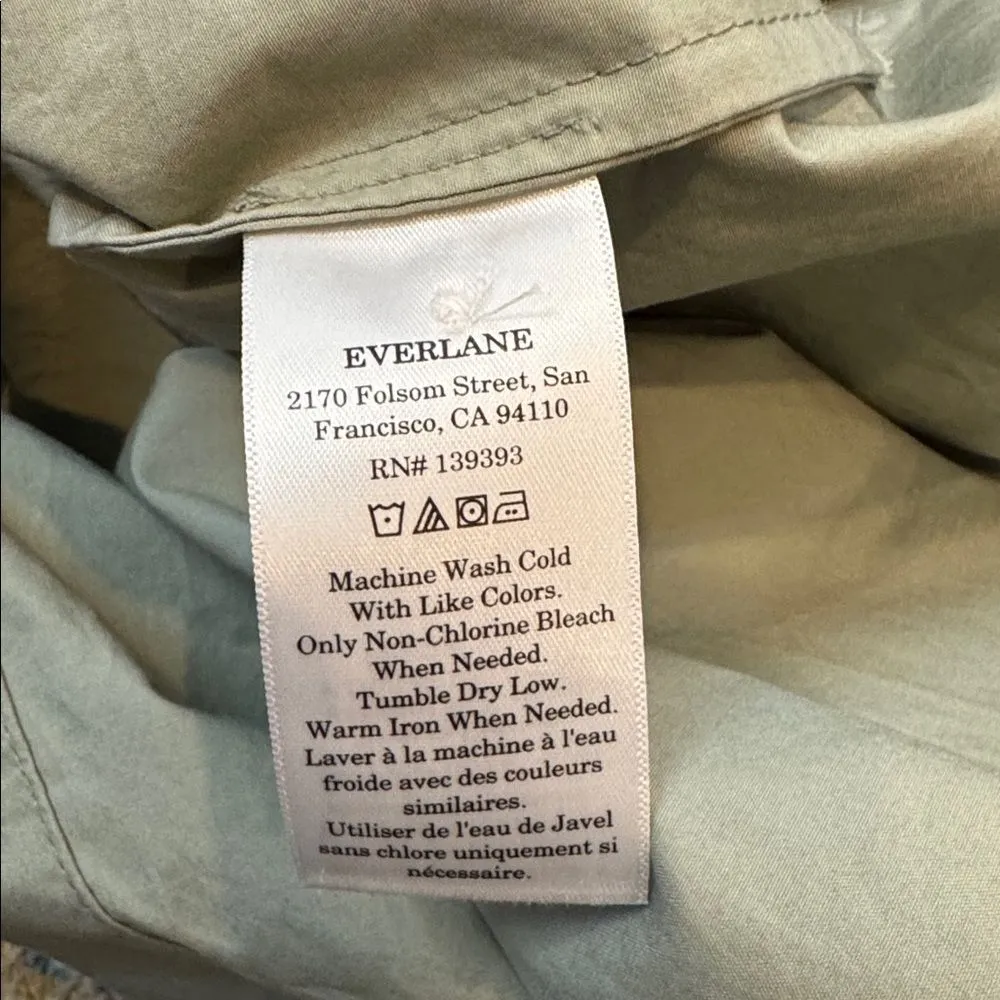 EVERLANE
2170 Folsom Street, San
Francisco, CA 94110
RN# 139393
Machine Wash Cold
With Like Colors.
Only Non-Chlorine Bleach
When Needed.
Tumble Dry Low.
Warm Iron When Needed.
Laver à la machine à l'eau
froide avec des couleurs
similaires.
Utiliser de l'eau de Javel
sans chlore uniquement si
nécessaire.